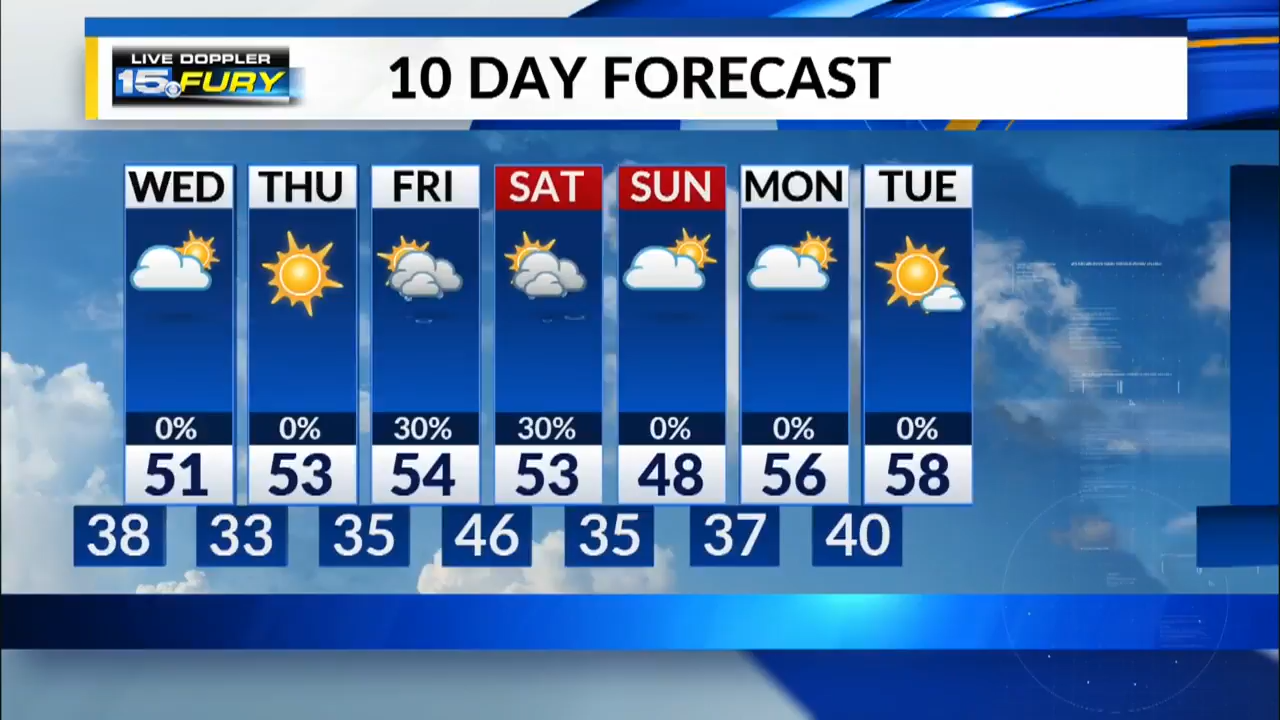 LIVE DOPPLER
15 FURY
10 DAY FORECAST
WED THU FRI SAT SUN MON TUE
0% 0% 30% 30% 0% 0% 0%
51 53 54 53 48 56 58
38 33 35 46 35 37 40